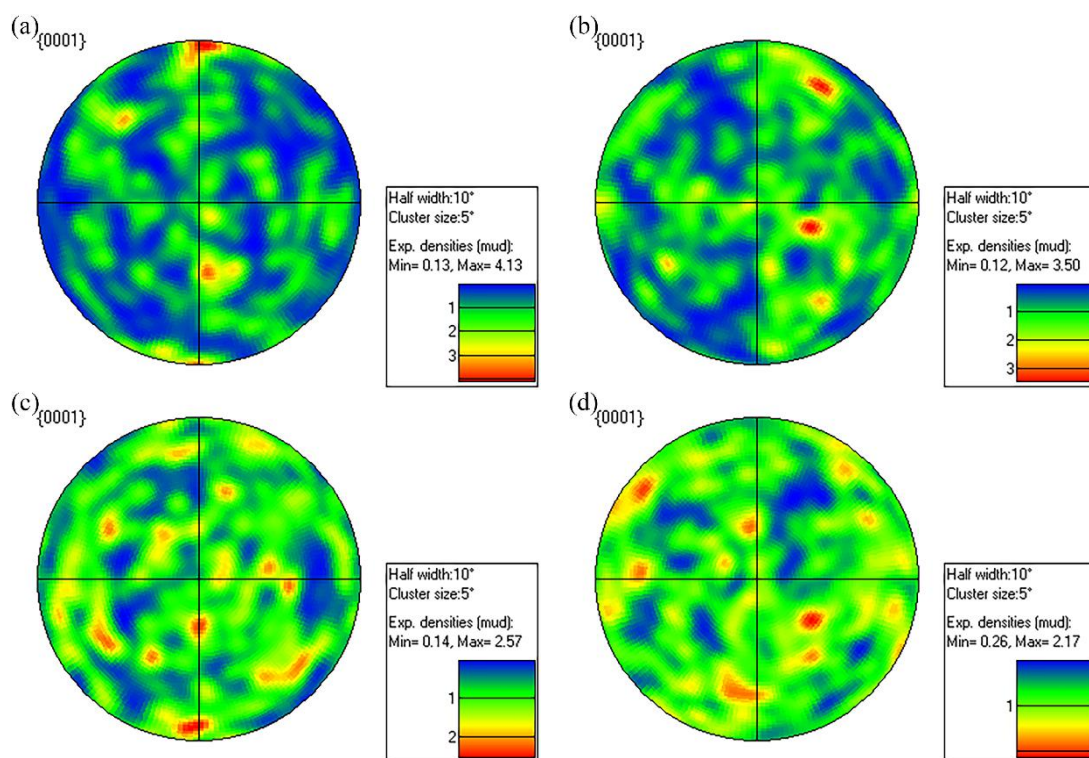 (a)
{0001}
Half width:10°
Cluster size:5°
Exp. densities (mud):
Min= 0.13, Max= 4.13
1
2
3
(b)
{0001}
Half width:10°
Cluster size:5°
Exp. densities (mud):
Min= 0.12, Max= 3.50
1
2
3
(c)
{0001}
Half width:10°
Cluster size:5°
Exp. densities (mud):
Min= 0.14, Max= 2.57
1
2
(d)
{0001}
Half width:10°
Cluster size:5°
Exp. densities (mud):
Min= 0.26, Max= 2.17
1